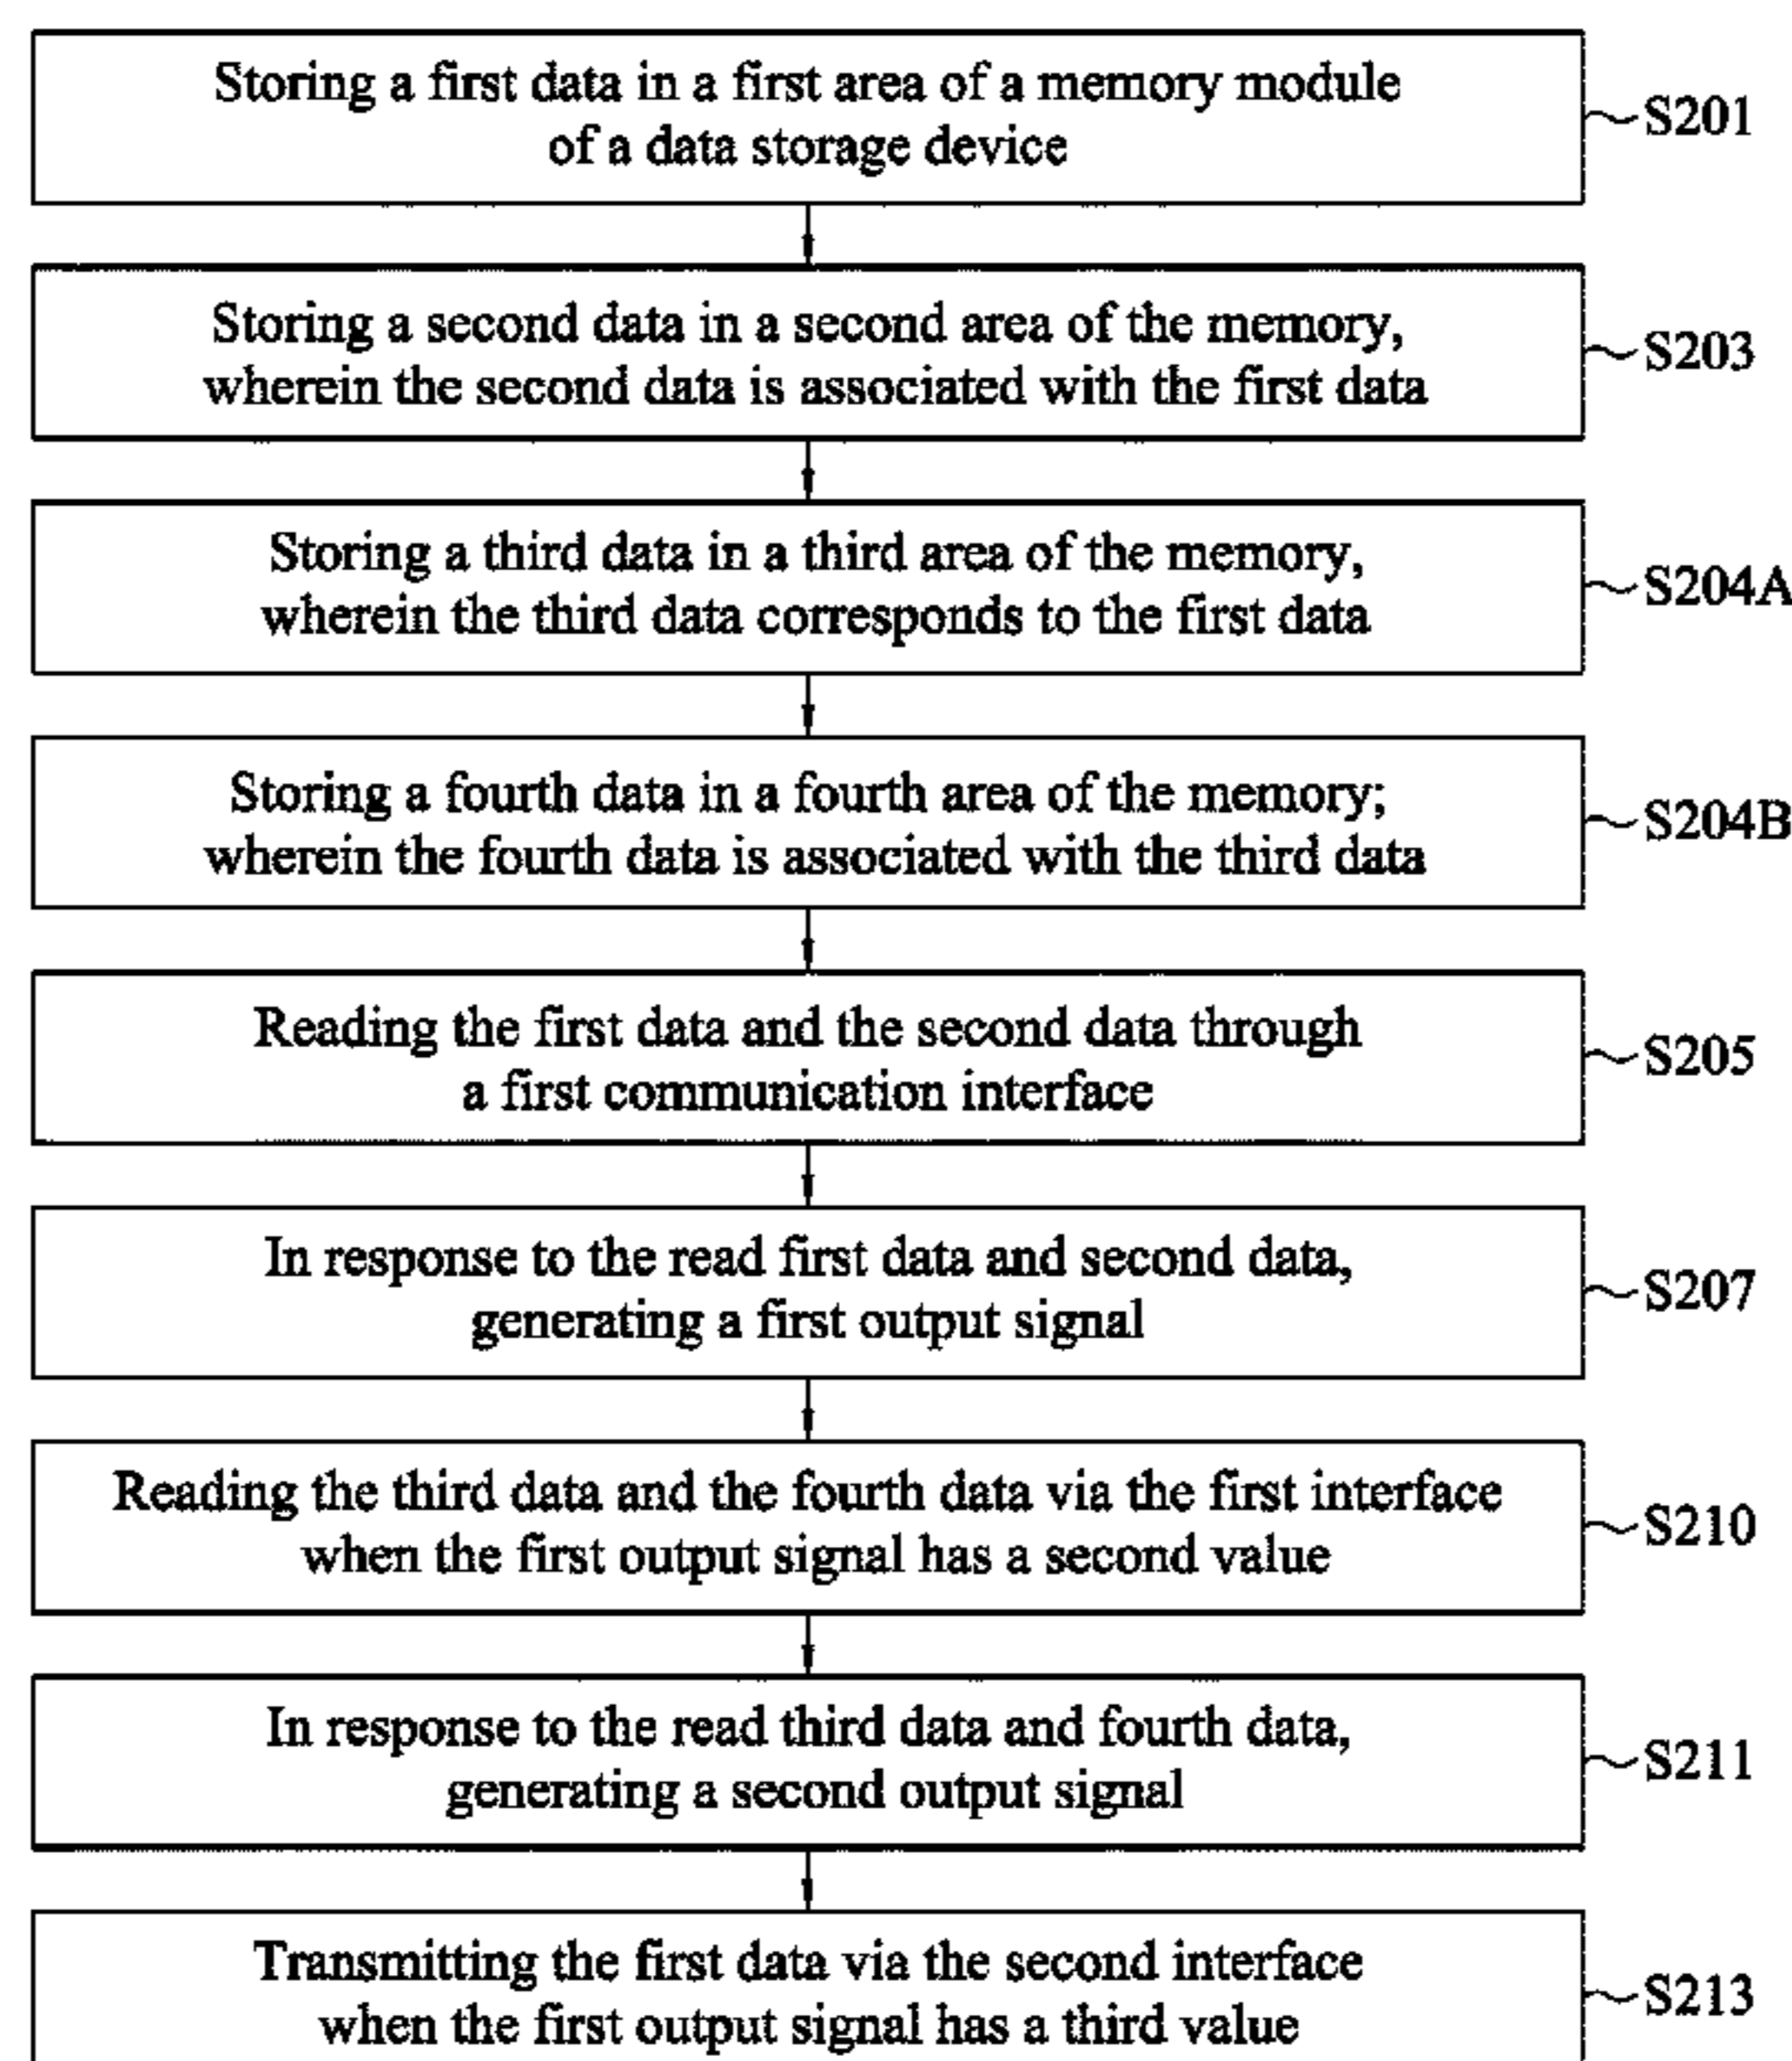 Storing a first data in a first area of a memory module
of a data storage device
S201
Storing a second data in a second area of the memory,
wherein the second data is associated with the first data
S203
Storing a third data in a third area of the memory,
wherein the third data corresponds to the first data
S204A
Storing a fourth data in a fourth area of the memory;
wherein the fourth data is associated with the third data
S204B
Reading the first data and the second data through
a first communication interface
S205
In response to the read first data and second data,
generating a first output signal
S207
Reading the third data and the fourth data via the first interface
when the first output signal has a second value
S210
In response to the read third data and fourth data,
generating a second output signal
S211
Transmitting the first data via the second interface
when the first output signal has a third value
S213